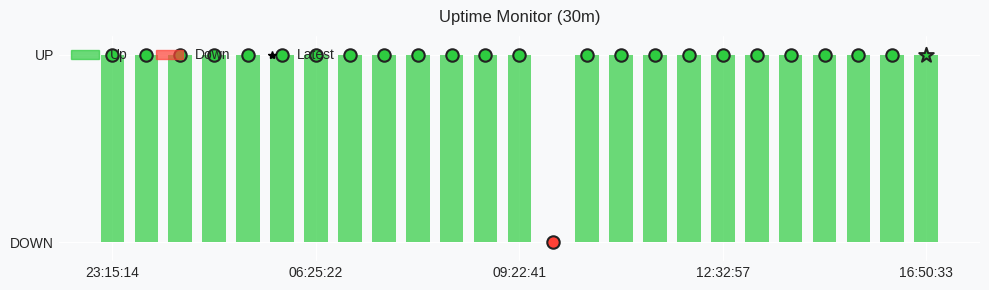 Uptime Monitor (30m)
UP
Up Down Latest
DOWN
23:15:14 06:25:22 09:22:41 12:32:57 16:50:33